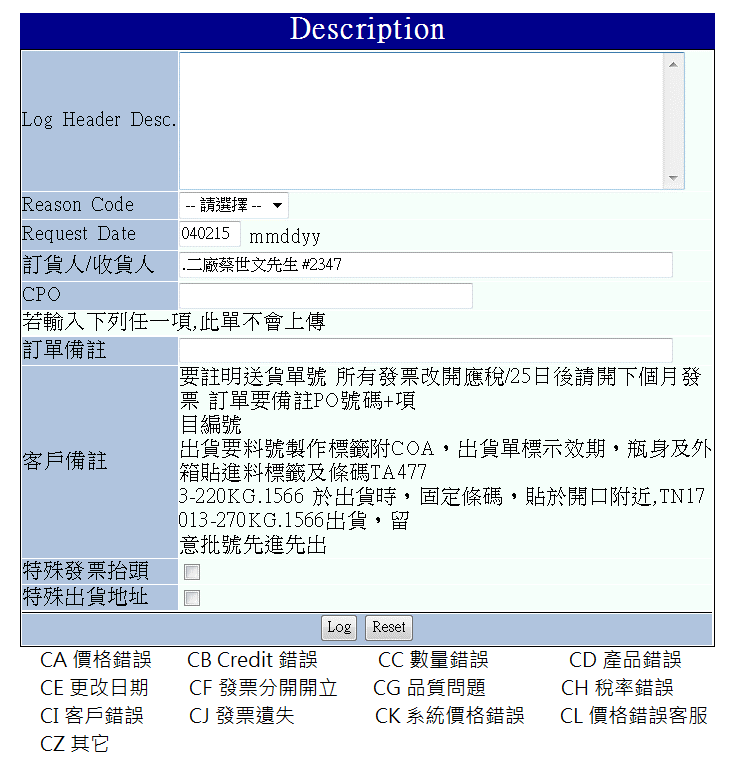 Description
Log Header Desc.
Reason Code -- 請選擇 --
Request Date 040215 mmddyy
訂貨人/收貨人 .二廠蔡世文先生 #2347
CPO
若輸入下列任一項,此單不會上傳
訂單備註
客戶備註
要註明送貨單號 所有發票改開應稅/25日後請開下個月發
票 訂單要備註PO號碼+項
目編號
出貨要料號製作標籤附COA，出貨單標示效期，瓶身及外
箱貼進料標籤及條碼TA477
3-220KG.1566 於出貨時，固定條碼，貼於開口附近,TN17
013-270KG.1566出貨，留
意批號先進先出
特殊發票抬頭
特殊出貨地址
Log Reset
CA 價格錯誤 CB Credit 錯誤 CC 數量錯誤 CD 產品錯誤
CE 更改日期 CF 發票分開開立 CG 品質問題 CH 稅率錯誤
CI 客戶錯誤 CJ 發票遺失 CK 系統價格錯誤 CL 價格錯誤客服
CZ 其它